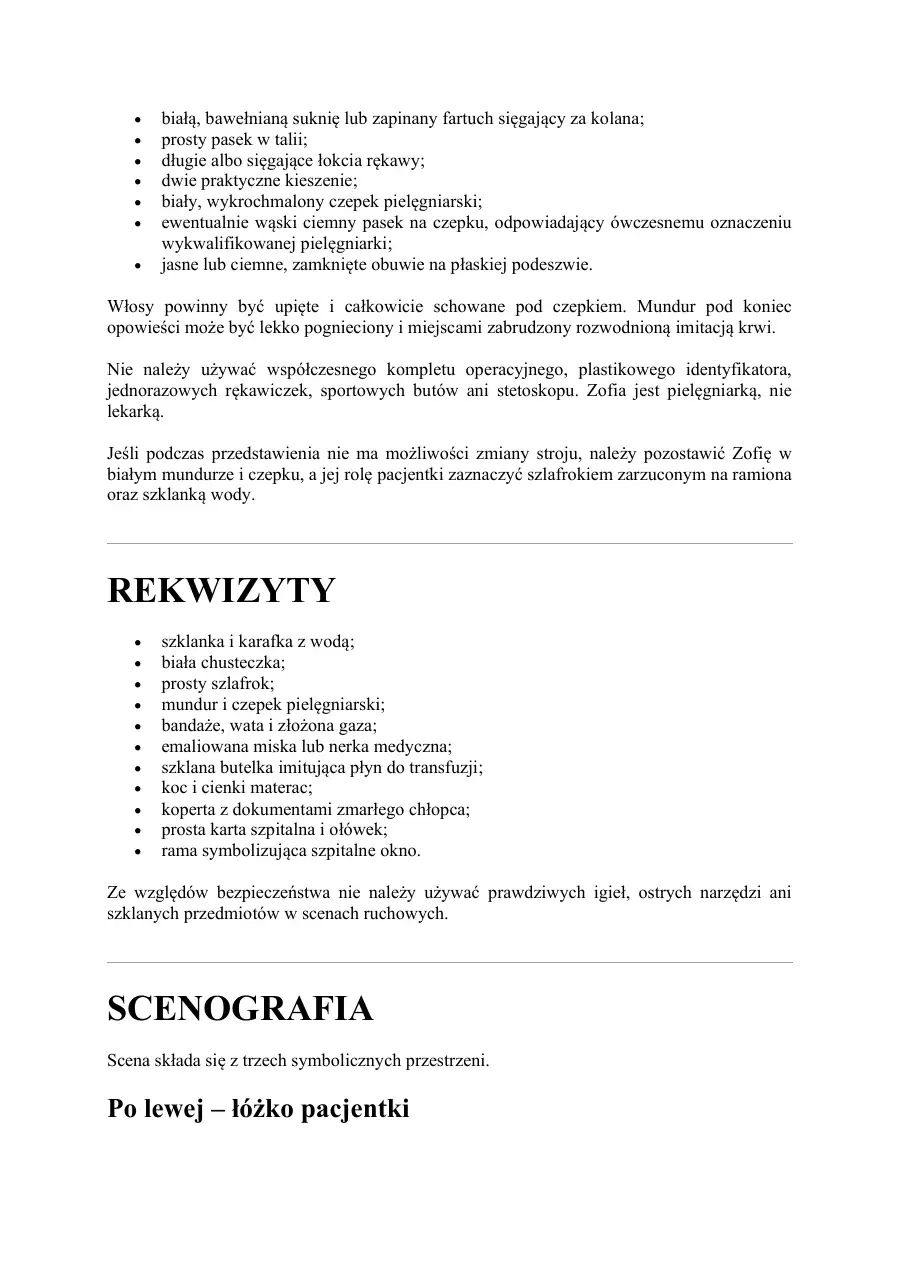 • białą, bawełnianą suknię lub zapinany fartuch sięgający za kolana;
• prosty pasek w talii;
• długie albo sięgające łokcia rękawy;
• dwie praktyczne kieszenie;
• biały, wykrochmalony czepek pielęgniarski;
• ewentualnie wąski ciemny pasek na czepku, odpowiadający ówczesnemu oznaczeniu
wykwalifikowanej pielęgniarki;
• jasne lub ciemne, zamknięte obuwie na płaskiej podeszwie.
Włosy powinny być upięte i całkowicie schowane pod czepkiem. Mundur pod koniec
opowieści może być lekko pognieciony i miejscami zabrudzony rozwodnioną imitacją krwi.
Nie należy używać współczesnego kompletu operacyjnego, plastikowego identyfikatora,
jednorazowych rękawiczek, sportowych butów ani stetoskopu. Zofia jest pielęgniarką, nie
lekarką.
Jeśli podczas przedstawienia nie ma możliwości zmiany stroju, należy pozostawić Zofię w
białym mundurze i czepku, a jej rolę pacjentki zaznaczyć szlafrokiem zarzuconym na ramiona
oraz szklanką wody.
REKWIZYTY
• szklanka i karafka z wodą;
• biała chusteczka;
• prosty szlafrok;
• mundur i czepek pielęgniarski;
• bandaże, wata i złożona gaza;
• emaliowana miska lub nerka medyczna;
• szklana butelka imitująca płyn do transfuzji;
• koc i cienki materac;
• koperta z dokumentami zmarłego chłopca;
• prosta karta szpitalna i ołówek;
• rama symbolizująca szpitalne okno.
Ze względów bezpieczeństwa nie należy używać prawdziwych igieł, ostrych narzędzi ani
szklanych przedmiotów w scenach ruchowych.
SCENOGRAFIA
Scena składa się z trzech symbolicznych przestrzeni.
Po lewej – łóżko pacjentki